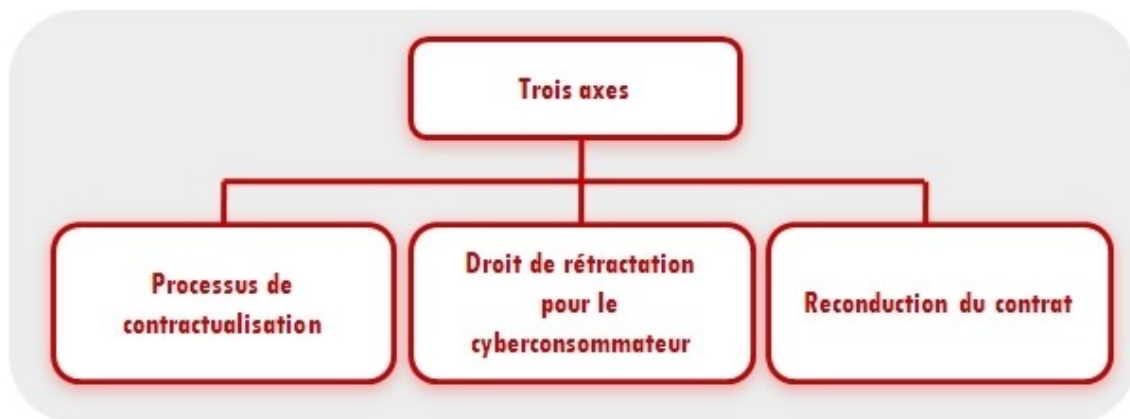 Trois axes
Processus de
contractualisation
Droit de rétractation
pour le
cyberconsommateur
Reconduction du contrat